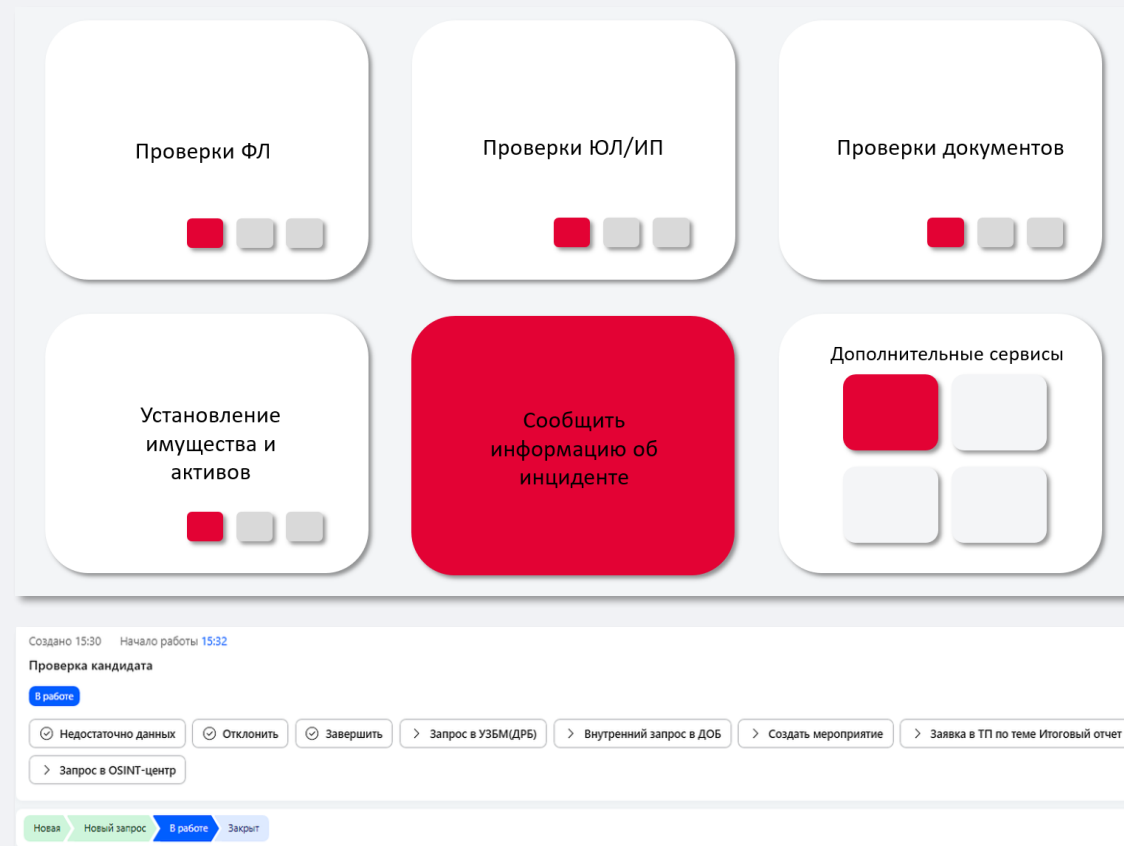 Проверки ФЛ
Проверки ЮЛ/ИП
Проверки документов
Установление
имущества и
активов
Сообщить
информацию об
инциденте
Дополнительные сервисы
Создано 15:30 Начало работы 15:32
Проверка кандидата
В работе
Недостаточно данных Отклонить Завершить Запрос в УЗБМ(ДРБ) Внутренний запрос в ДОБ Создать мероприятие Заявка в ТП по теме Итоговый отчет
Запрос в OSINT-центр
Новая Новый запрос В работе Закрыт